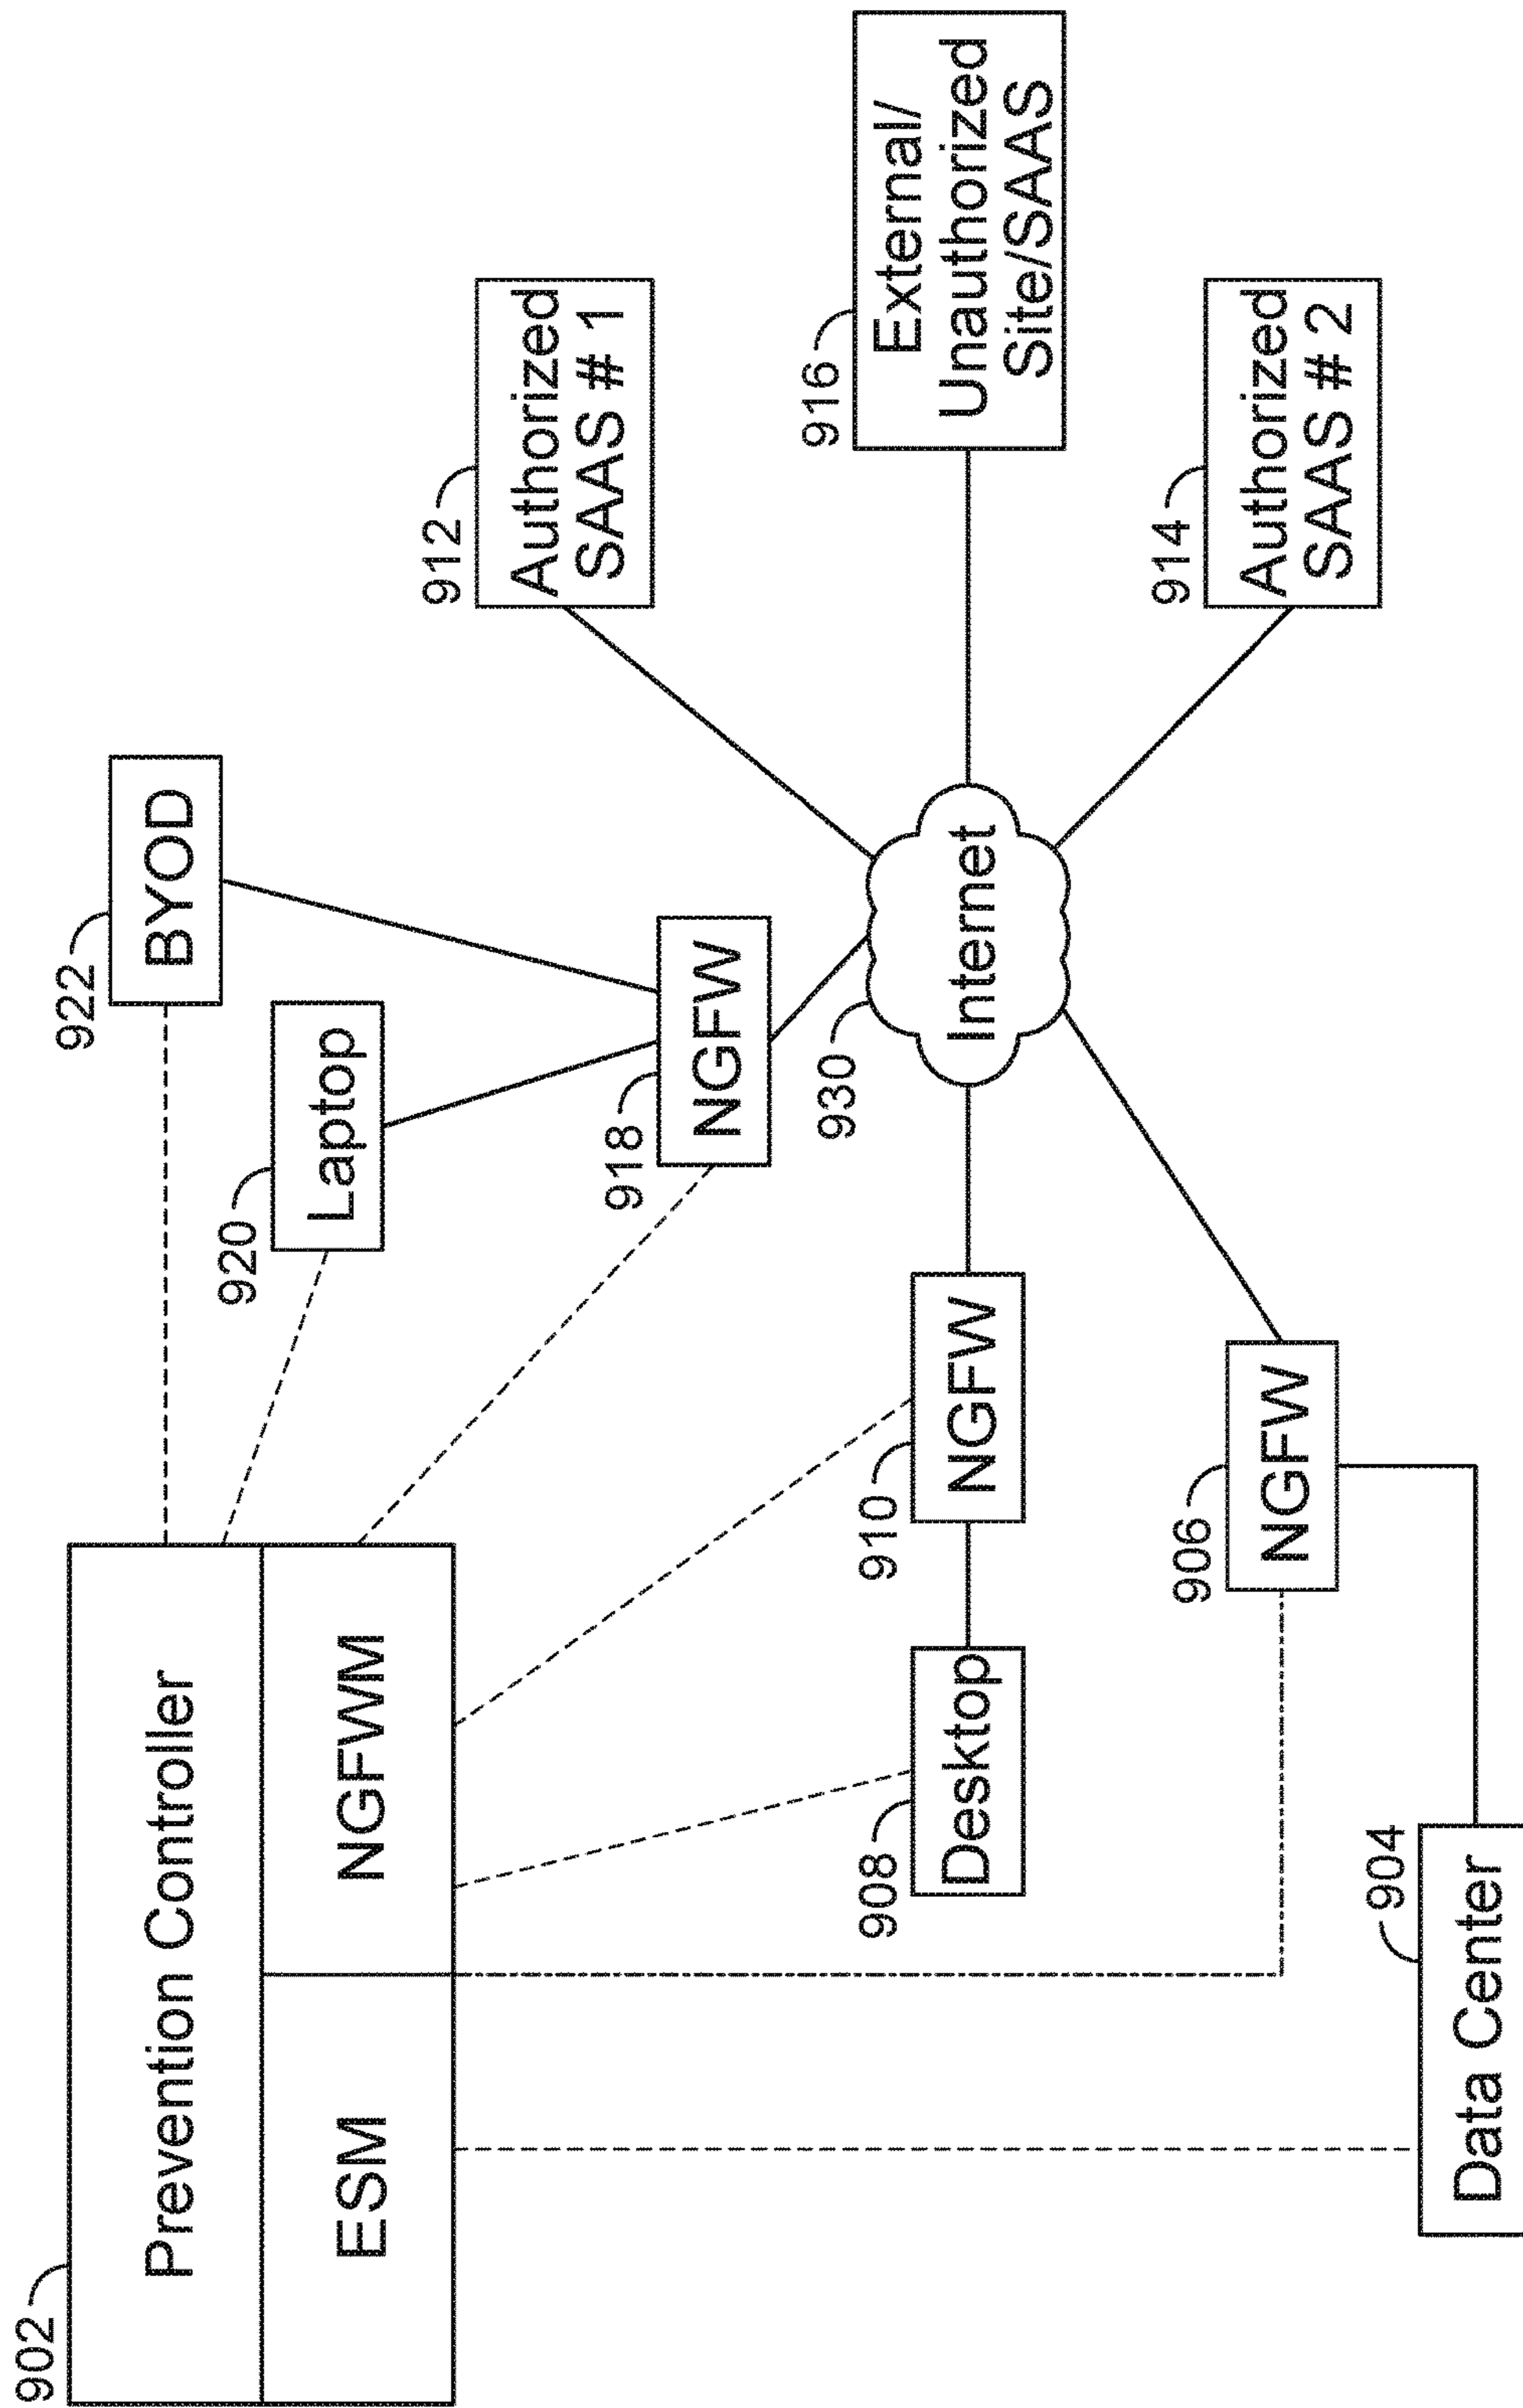 902
Prevention Controller
ESM
NGFWM
922
BYOD
920
Laptop
918
NGFW
912
Authorized
SAAS # 1
908
Desktop
910
NGFW
930
Internet
916
External/
Unauthorized
Site/SAAS
906
NGFW
914
Authorized
SAAS # 2
904
Data Center